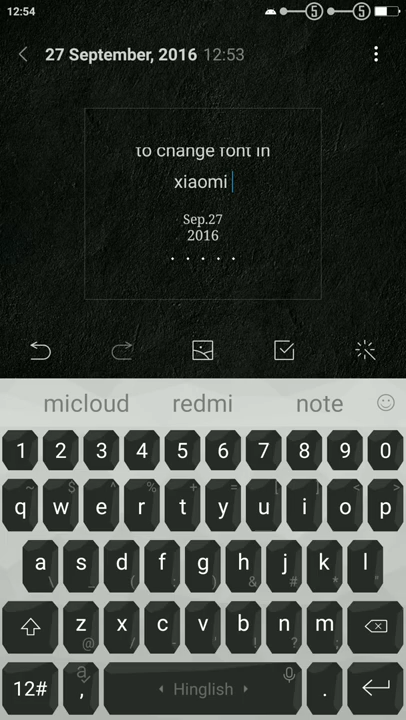 12:54
5 5
27 September, 2016 12:53
to change font in
xiaomi
Sep.27
2016
micloud redmi note
1 2 3 4 5 6 7 8 9 0
~ $ ^ % + = [ ] < >
q w e r t y u i o p
a s d f g h j k l
\ _ ( : ) & # * "
z x c v b n m
@ / - ' ! ? ;
12# , a Hinglish .